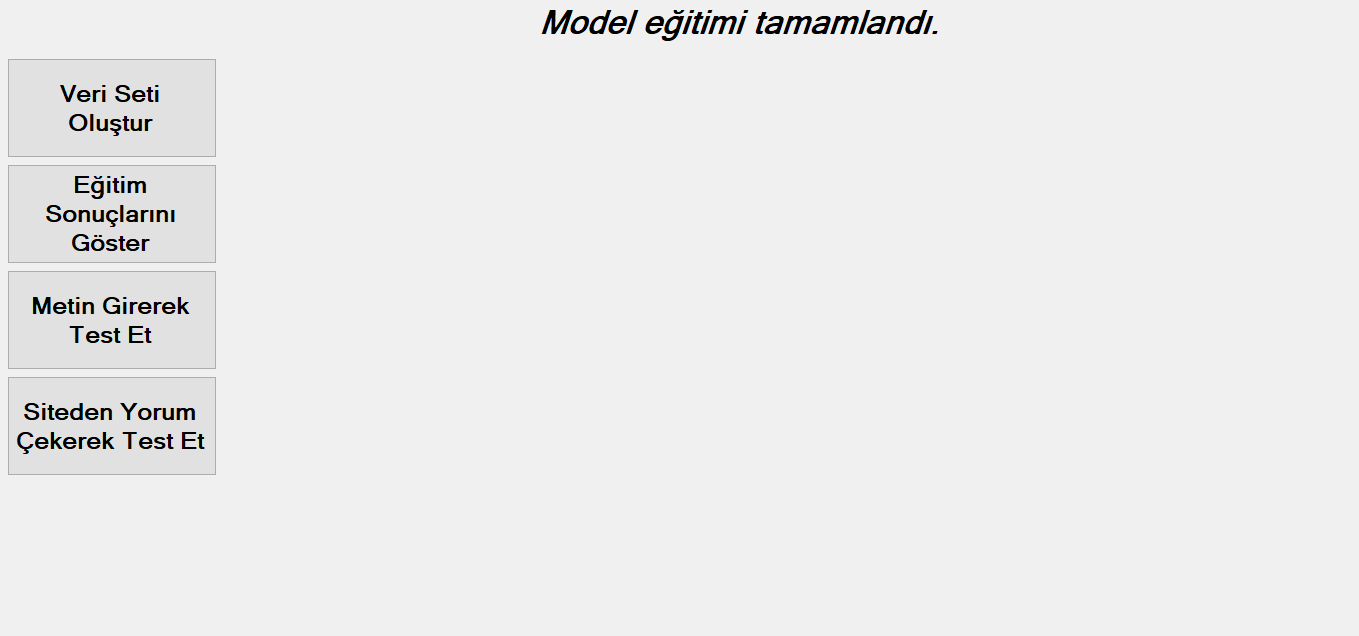 Model eğitimi tamamlandı.
Veri Seti
Oluştur
Eğitim
Sonuçlarını
Göster
Metin Girerek
Test Et
Siteden Yorum
Çekerek Test Et